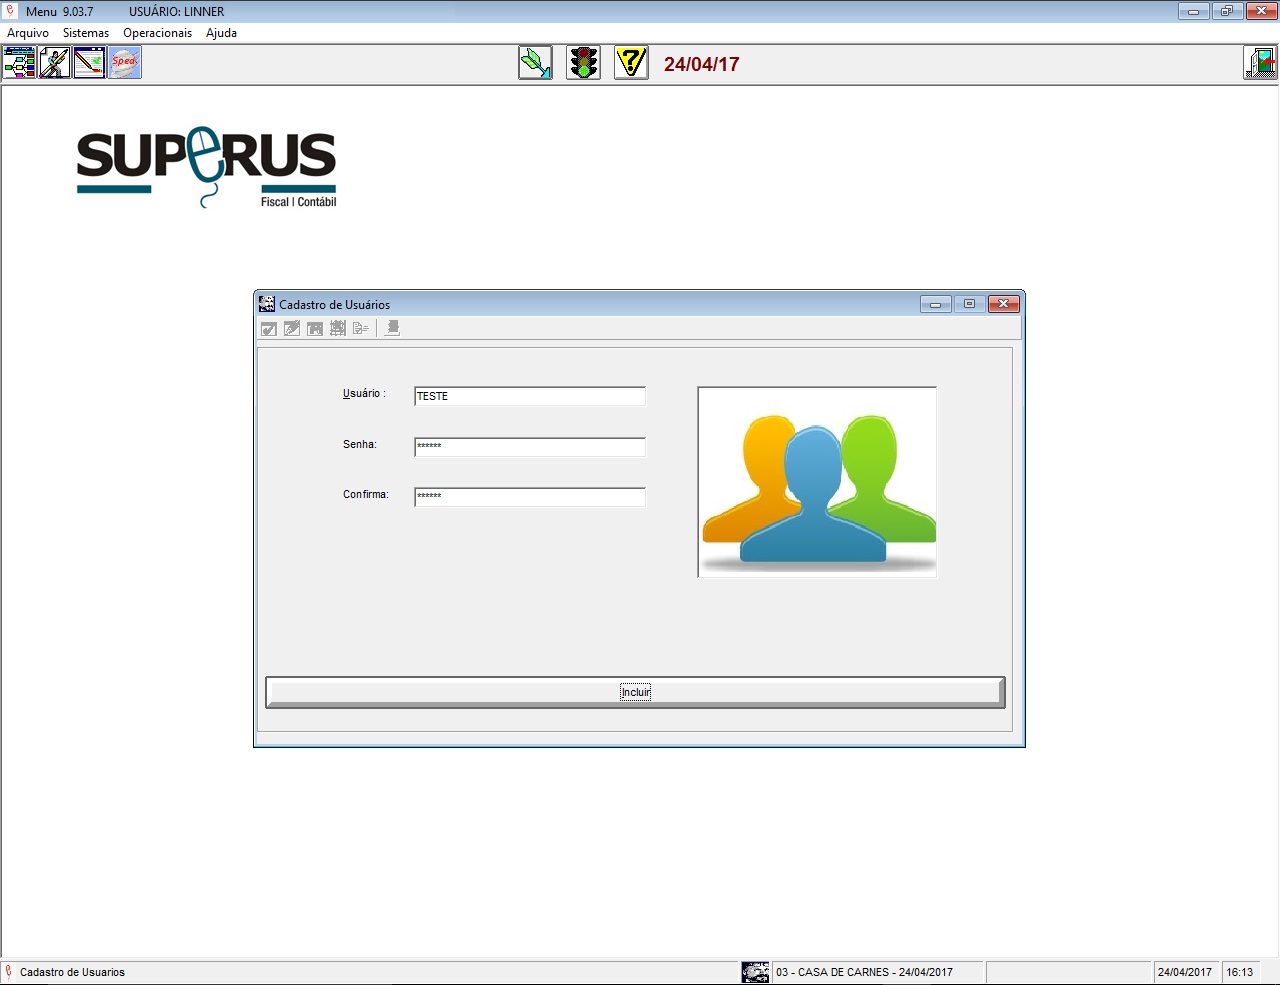 Menu 9.03.7 USUÁRIO: LINNER
Arquivo Sistemas Operacionais Ajuda
Sped
24/04/17
SUPERUS
Fiscal | Contábil
Cadastro de Usuários
Usuário : TESTE
Senha: ******
Confirma: ******
Incluir
Cadastro de Usuarios 03 - CASA DE CARNES - 24/04/2017 24/04/2017 16:13